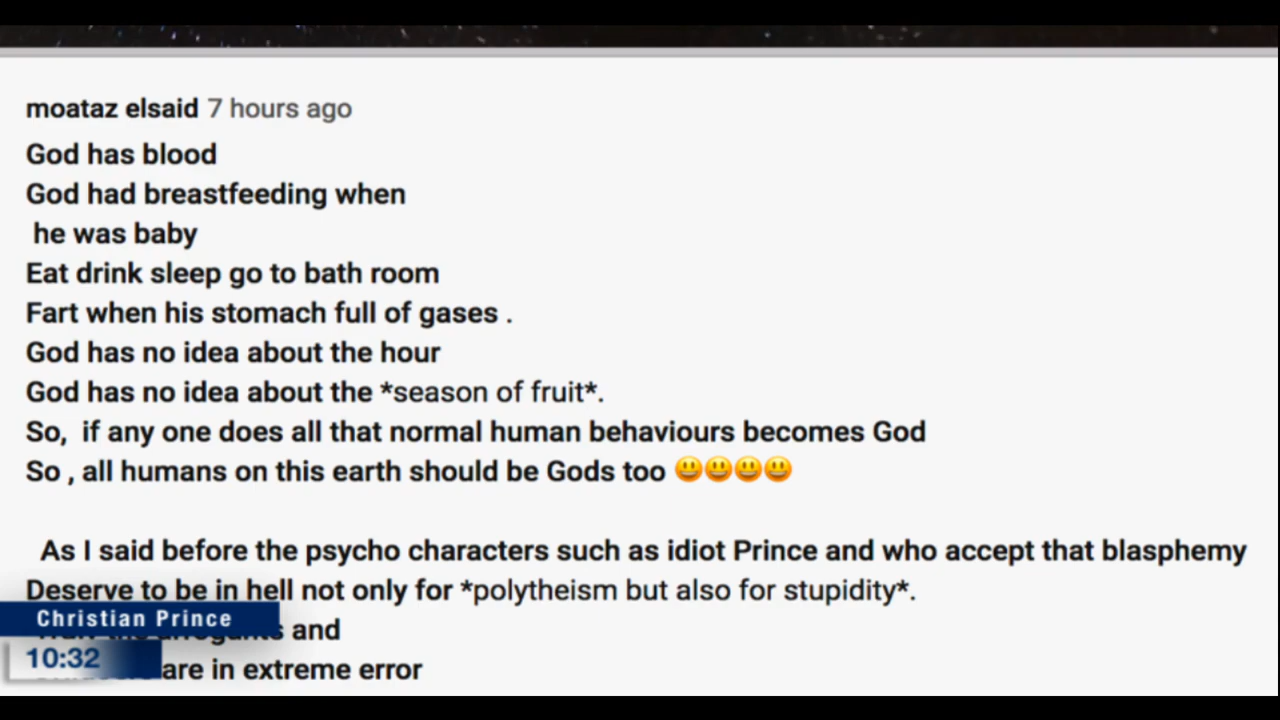 moataz elsaid 7 hours ago
God has blood
God had breastfeeding when
he was baby
Eat drink sleep go to bath room
Fart when his stomach full of gases .
God has no idea about the hour
God has no idea about the *season of fruit*.
So, if any one does all that normal human behaviours becomes God
So , all humans on this earth should be Gods too 😃😃😃😃
As I said before the psycho characters such as idiot Prince and who accept that blasphemy
Deserve to be in hell not only for *polytheism but also for stupidity*.
Christian Prince
and
10:32
are in extreme error